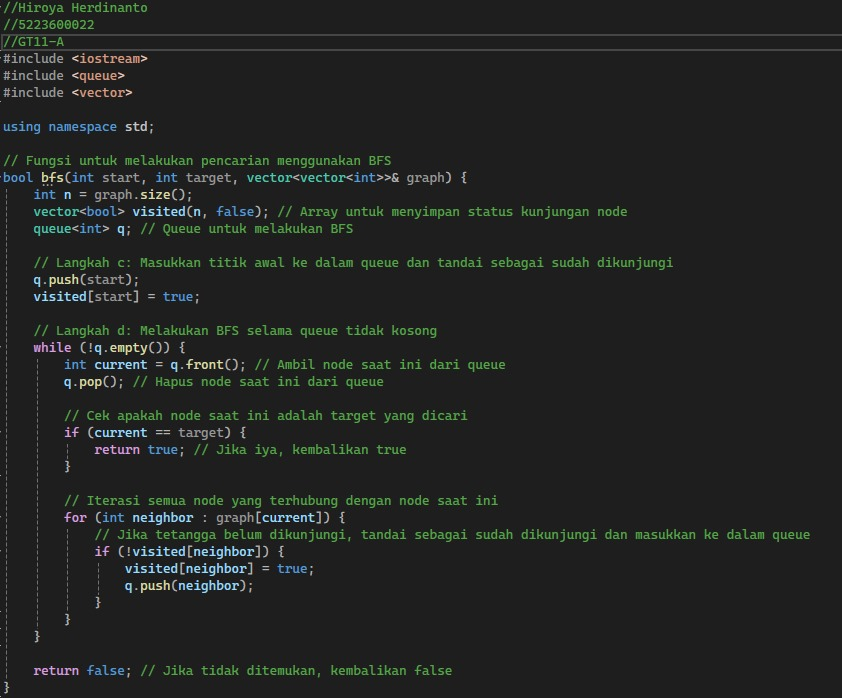 //Hiroya Herdinanto
//5223600022
//GT11-A
#include <iostream>
#include <queue>
#include <vector>

using namespace std;

// Fungsi untuk melakukan pencarian menggunakan BFS
bool bfs(int start, int target, vector<vector<int>>& graph) {
    int n = graph.size();
    vector<bool> visited(n, false); // Array untuk menyimpan status kunjungan node
    queue<int> q; // Queue untuk melakukan BFS

    // Langkah c: Masukkan titik awal ke dalam queue dan tandai sebagai sudah dikunjungi
    q.push(start);
    visited[start] = true;

    // Langkah d: Melakukan BFS selama queue tidak kosong
    while (!q.empty()) {
        int current = q.front(); // Ambil node saat ini dari queue
        q.pop(); // Hapus node saat ini dari queue

        // Cek apakah node saat ini adalah target yang dicari
        if (current == target) {
            return true; // Jika iya, kembalikan true
        }

        // Iterasi semua node yang terhubung dengan node saat ini
        for (int neighbor : graph[current]) {
            // Jika tetangga belum dikunjungi, tandai sebagai sudah dikunjungi dan masukkan ke dalam queue
            if (!visited[neighbor]) {
                visited[neighbor] = true;
                q.push(neighbor);
            }
        }
    }

    return false; // Jika tidak ditemukan, kembalikan false
}